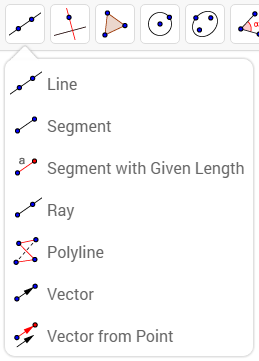 Line
Segment
a
Segment with Given Length
Ray
Polyline
Vector
Vector from Point